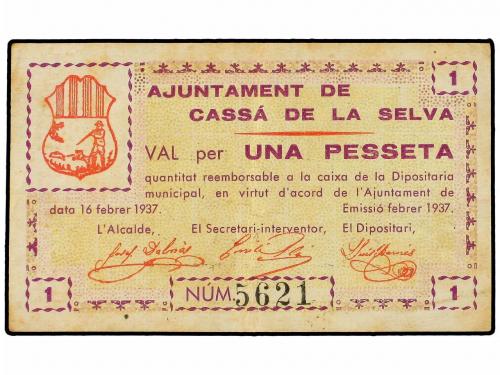 1
AJUNTAMENT DE
CASSÁ DE LA SELVA
VAL per UNA PESSETA
quantitat reemborsable a la caixa de la Dipositaria
municipal, en virtut d'acord de l'Ajuntament de
data 16 febrer 1937. Emissió febrer 1937.
L'Alcalde, El Secretari-interventor, El Dipositari,
1 NÚM. 5621 1